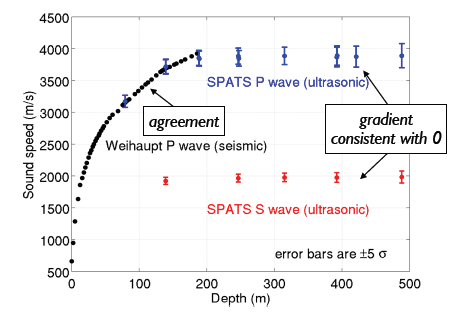 4500
4000
3500
3000
2500
2000
1500
1000
500
Sound speed (m/s)
SPATS P wave (ultrasonic)
agreement
gradient
consistent with 0
Weihaupt P wave (seismic)
SPATS S wave (ultrasonic)
error bars are ±5 σ
0 100 200 300 400 500
Depth (m)